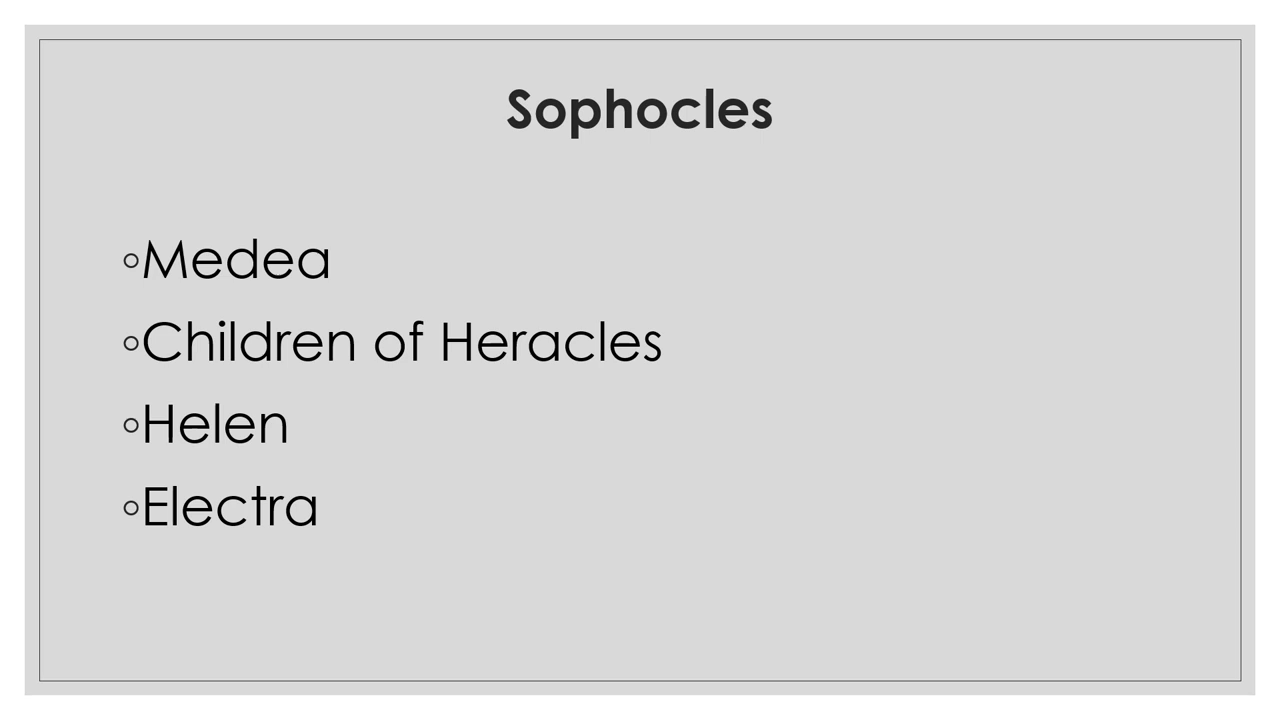 Sophocles
◦Medea
◦Children of Heracles
◦Helen
◦Electra